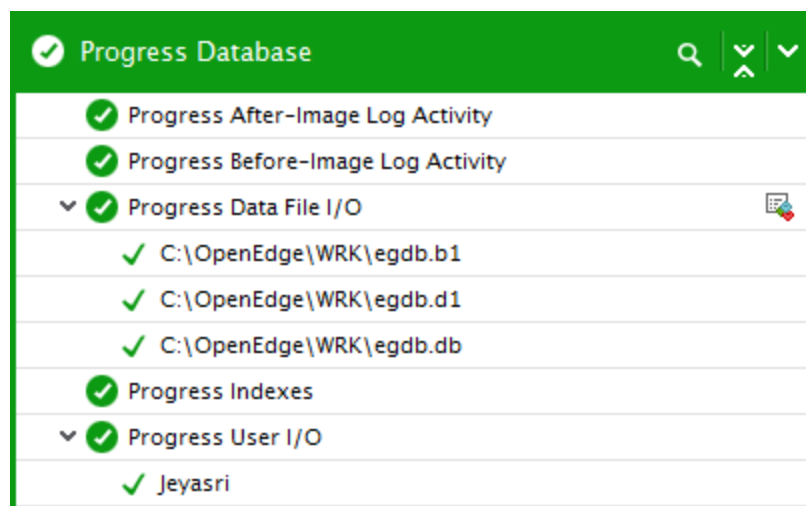 Progress Database
Progress After-Image Log Activity
Progress Before-Image Log Activity
Progress Data File I/O
C:\OpenEdge\WRK\egdb.b1
C:\OpenEdge\WRK\egdb.d1
C:\OpenEdge\WRK\egdb.db
Progress Indexes
Progress User I/O
Jeyasri